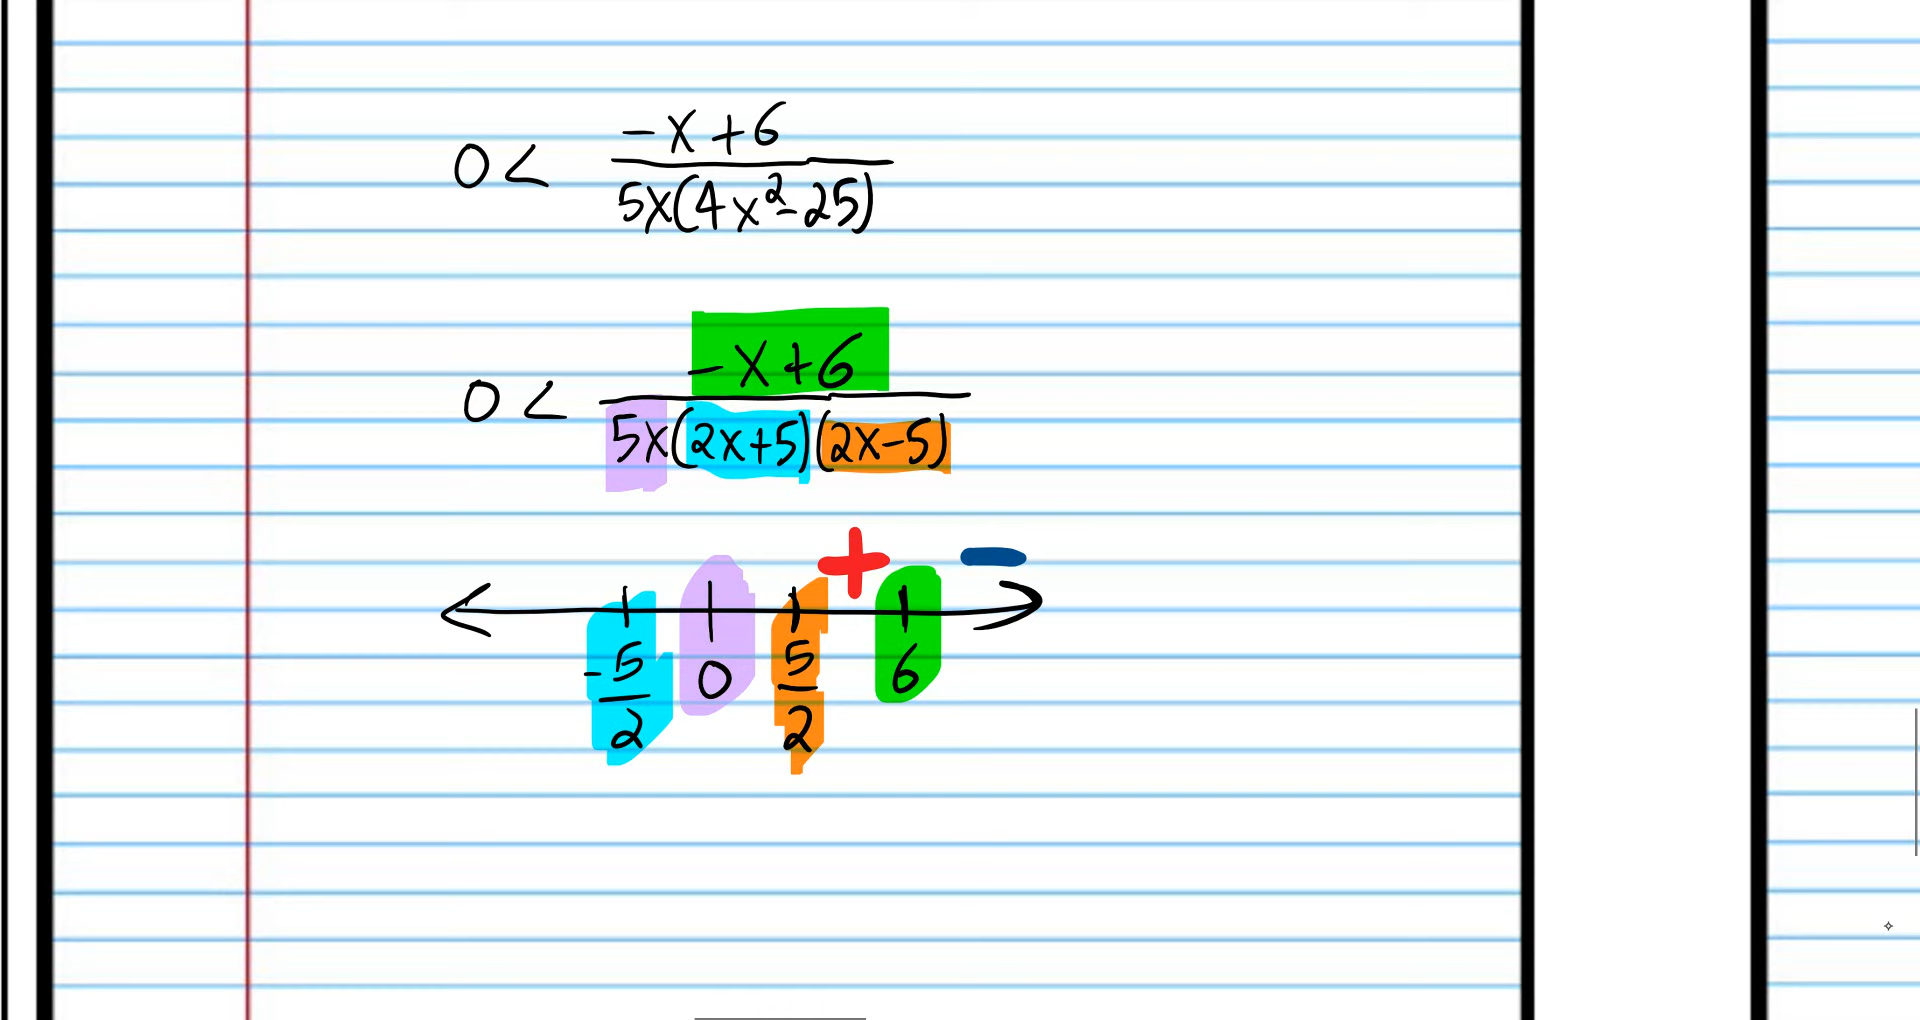 0 < (-x+6)/(5x(4x²-25))
0 < (-x+6)/(5x(2x+5)(2x-5))
+ -
-5/2 0 5/2 6